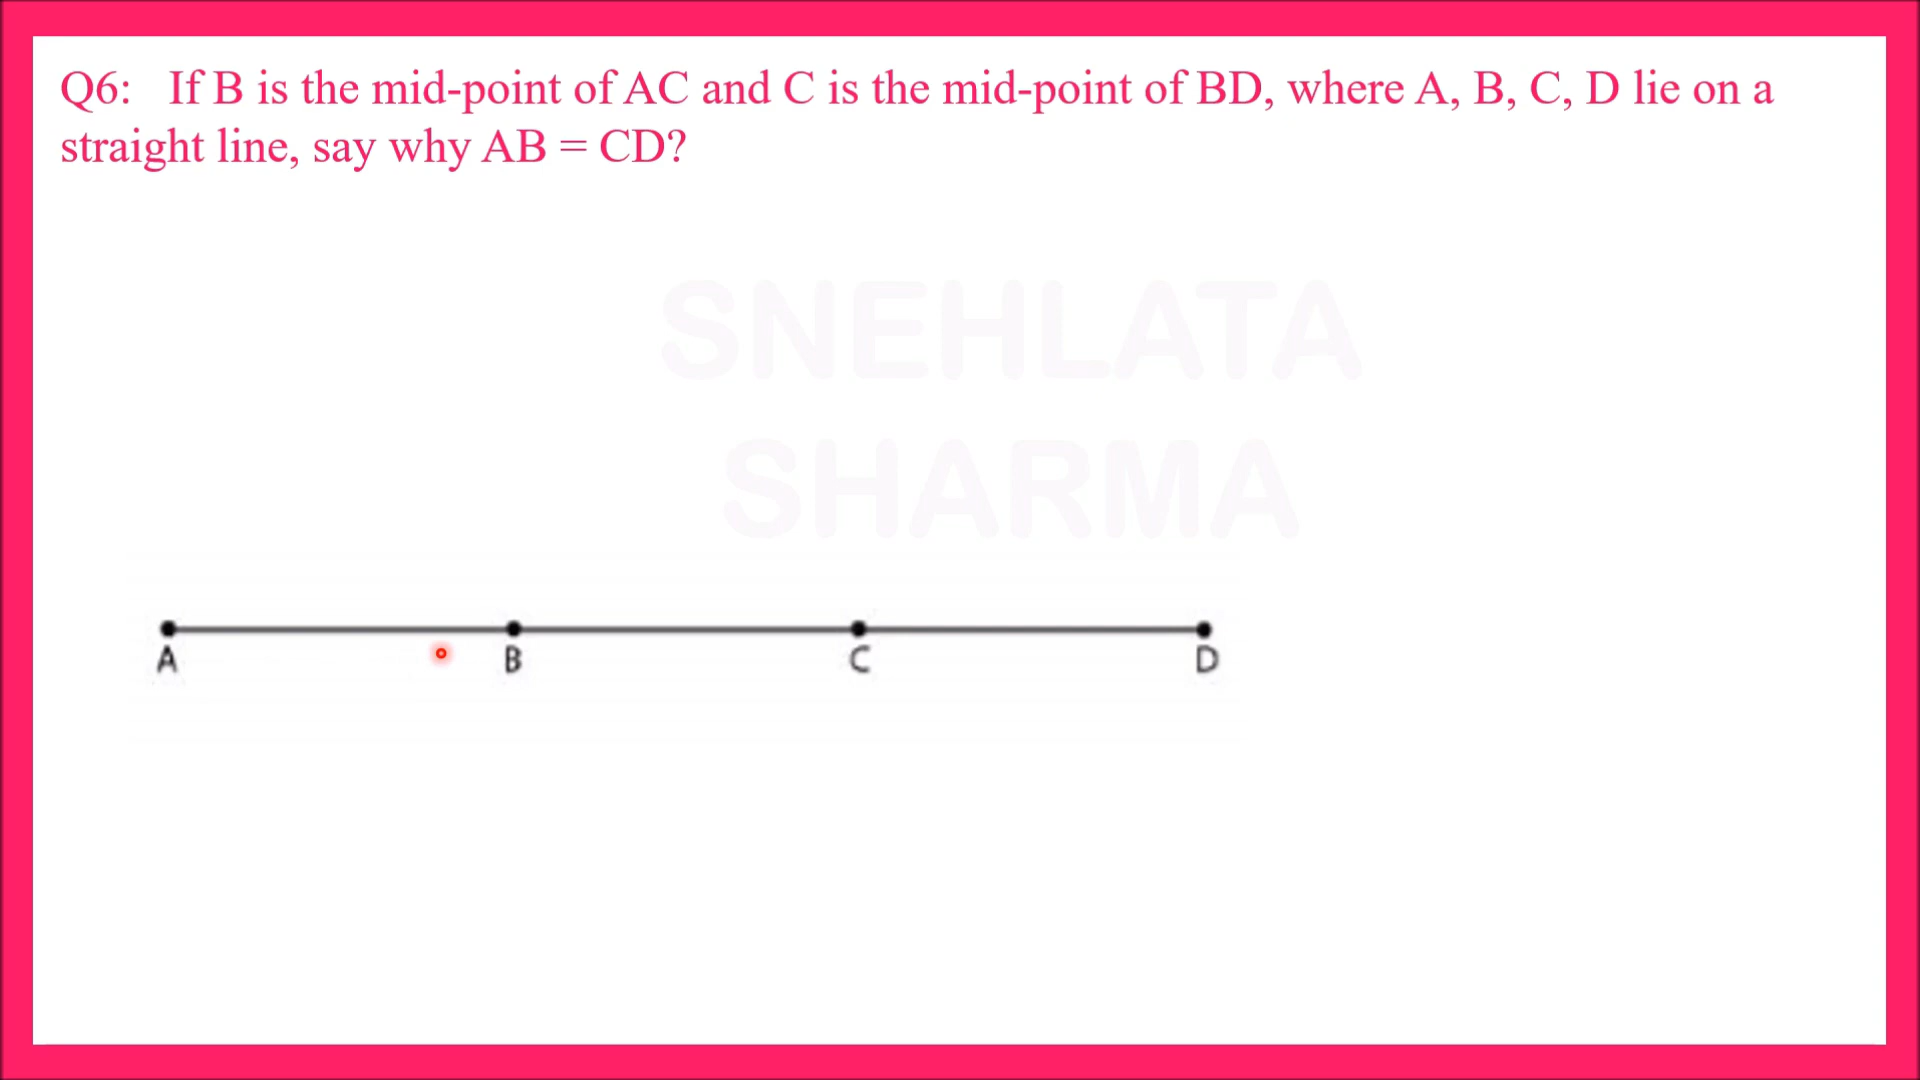 Q6: If B is the mid-point of AC and C is the mid-point of BD, where A, B, C, D lie on a
straight line, say why AB = CD?
SNEHLATA
SHARMA
A B C D